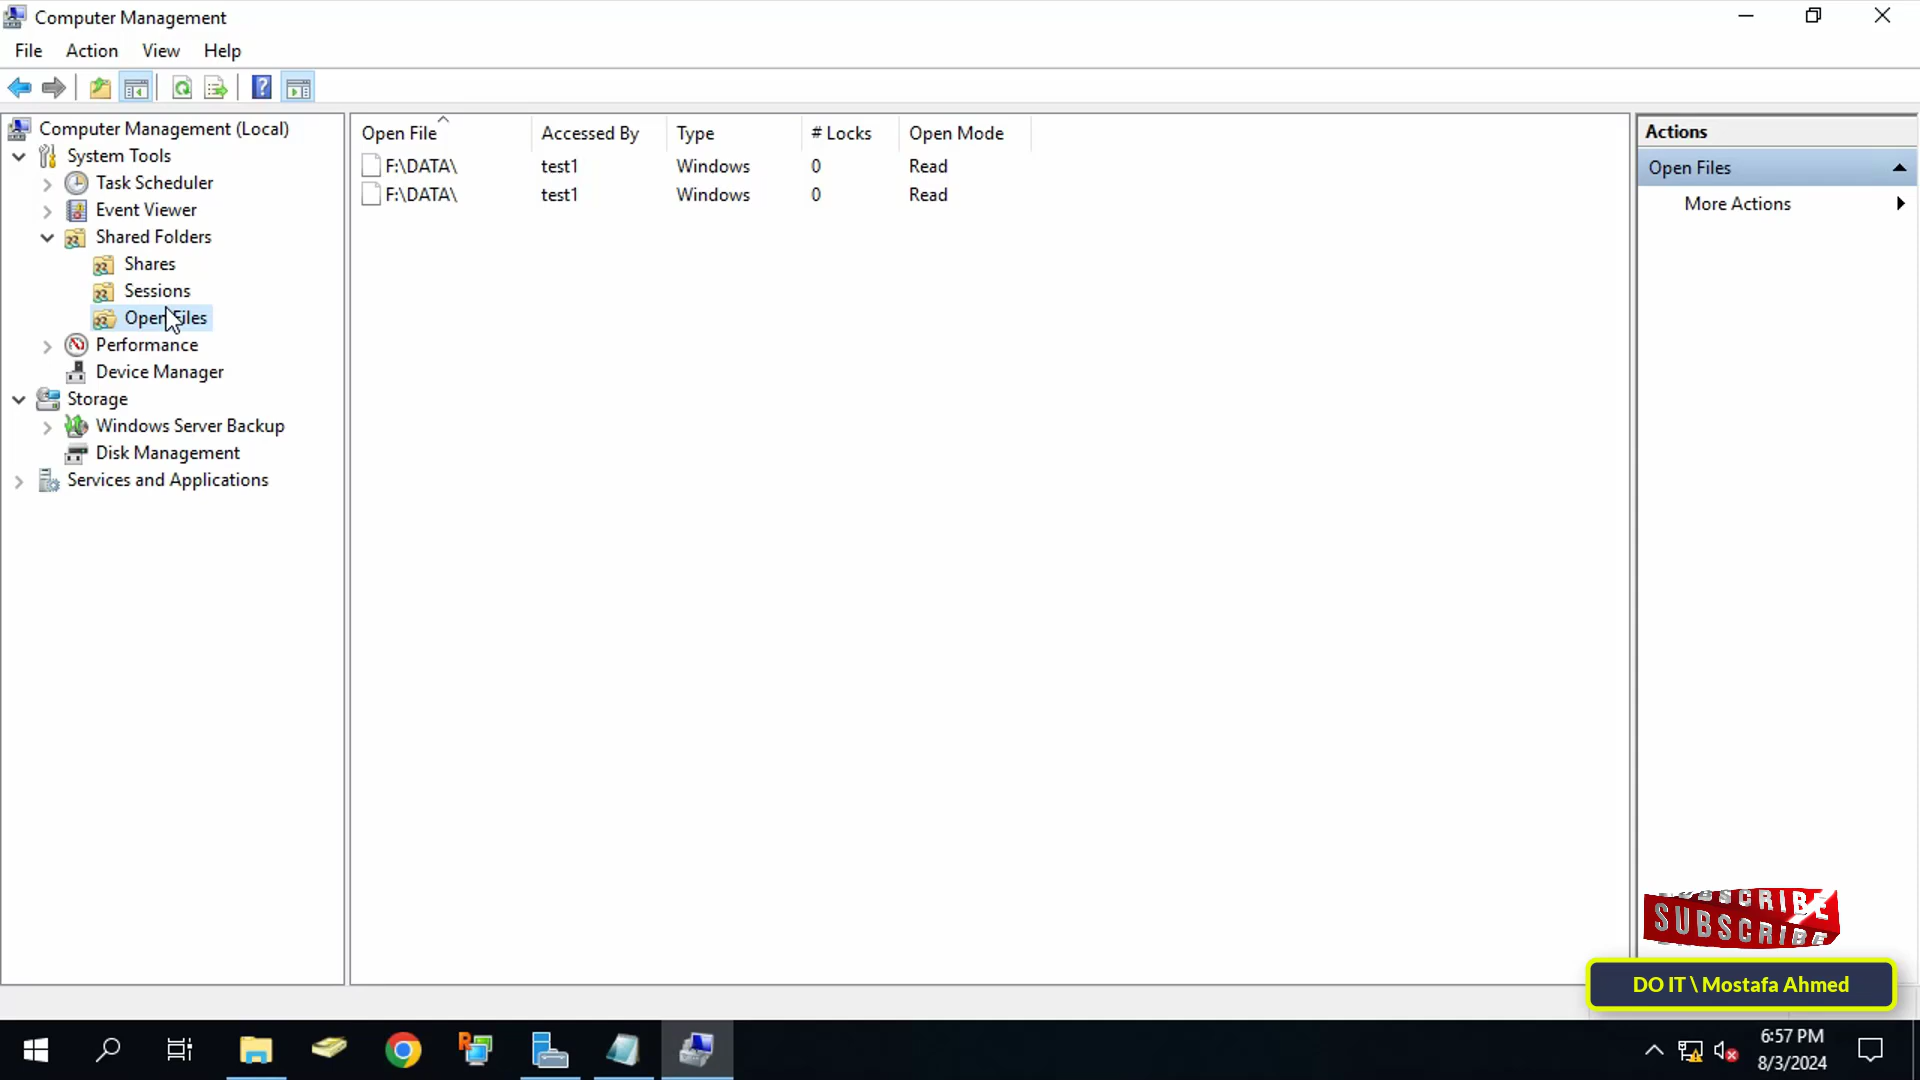 Computer Management
File Action View Help
Computer Management (Local)
System Tools
Task Scheduler
Event Viewer
Shared Folders
Shares
Sessions
Open Files
Performance
Device Manager
Storage
Windows Server Backup
Disk Management
Services and Applications
Open File Accessed By Type # Locks Open Mode
F:\DATA\ test1 Windows 0 Read
F:\DATA\ test1 Windows 0 Read
Actions
Open Files
More Actions
SUBSCRIBE
SUBSCRIBE
DO IT \ Mostafa Ahmed
6:57 PM
8/3/2024